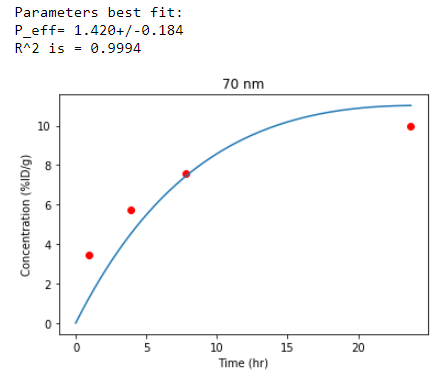 Parameters best fit:
P_eff= 1.420+/-0.184
R^2 is = 0.9994
70 nm
10
8
6
4
2
0
Concentration (%ID/g)
0 5 10 15 20
Time (hr)